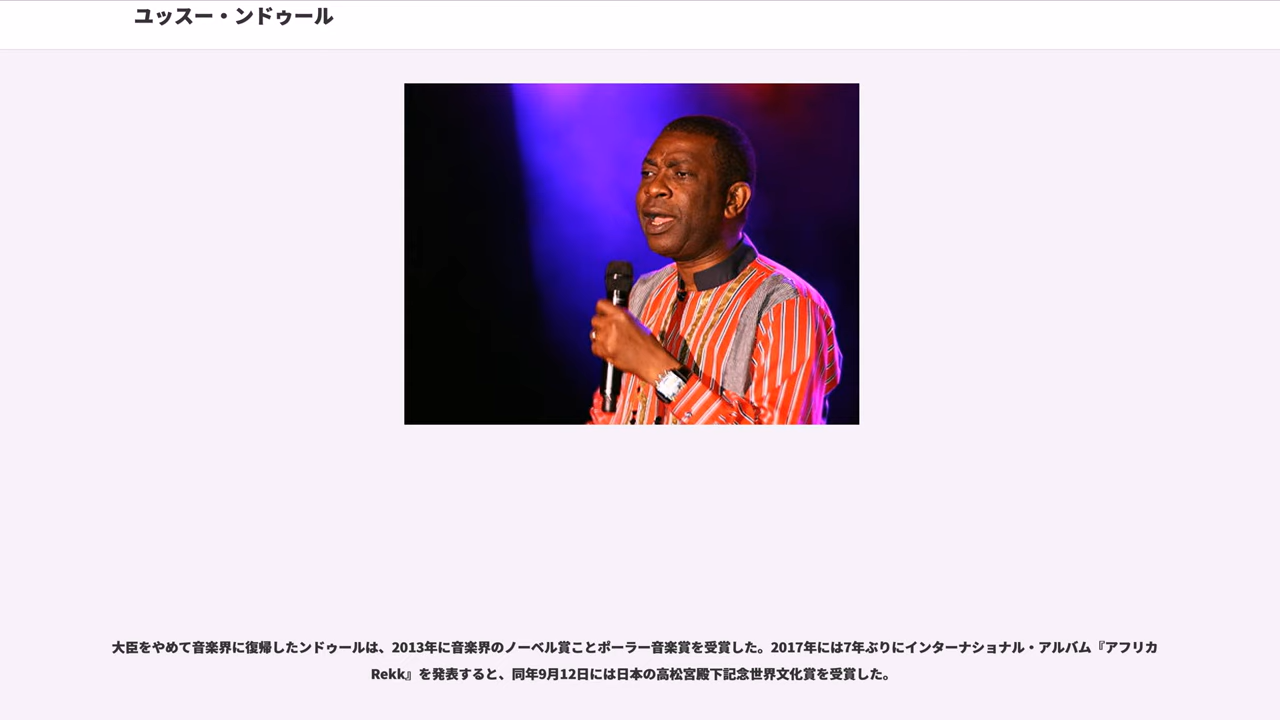 ユッスー・ンドゥール
大臣をやめて音楽界に復帰したンドゥールは、2013年に音楽界のノーベル賞ことポーラー音楽賞を受賞した。2017年には7年ぶりにインターナショナル・アルバム『アフリカ
Rekk』を発表すると、同年9月12日には日本の高松宮殿下記念世界文化賞を受賞した。